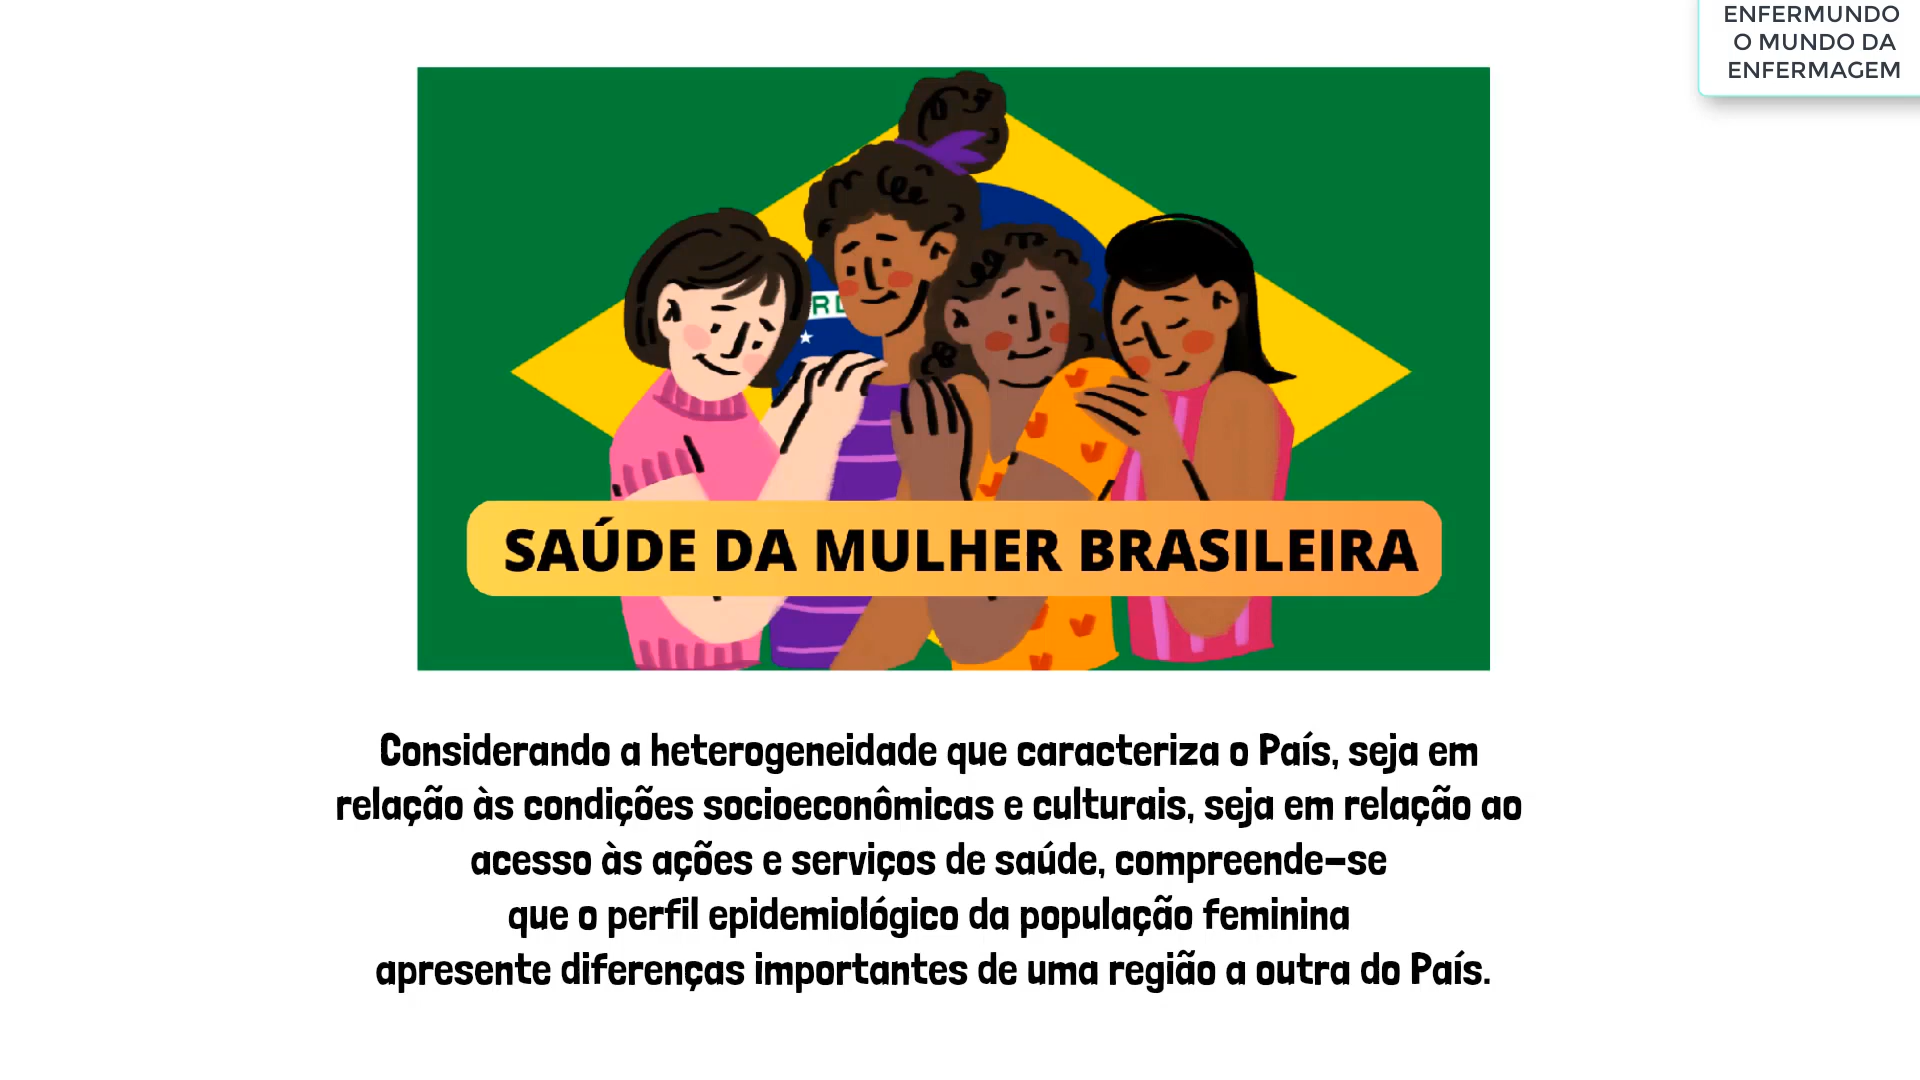 ENFERMUNDO
O MUNDO DA
ENFERMAGEM
SAÚDE DA MULHER BRASILEIRA
Considerando a heterogeneidade que caracteriza o País, seja em
relação às condições socioeconômicas e culturais, seja em relação ao
acesso às ações e serviços de saúde, compreende-se
que o perfil epidemiológico da população feminina
apresente diferenças importantes de uma região a outra do País.